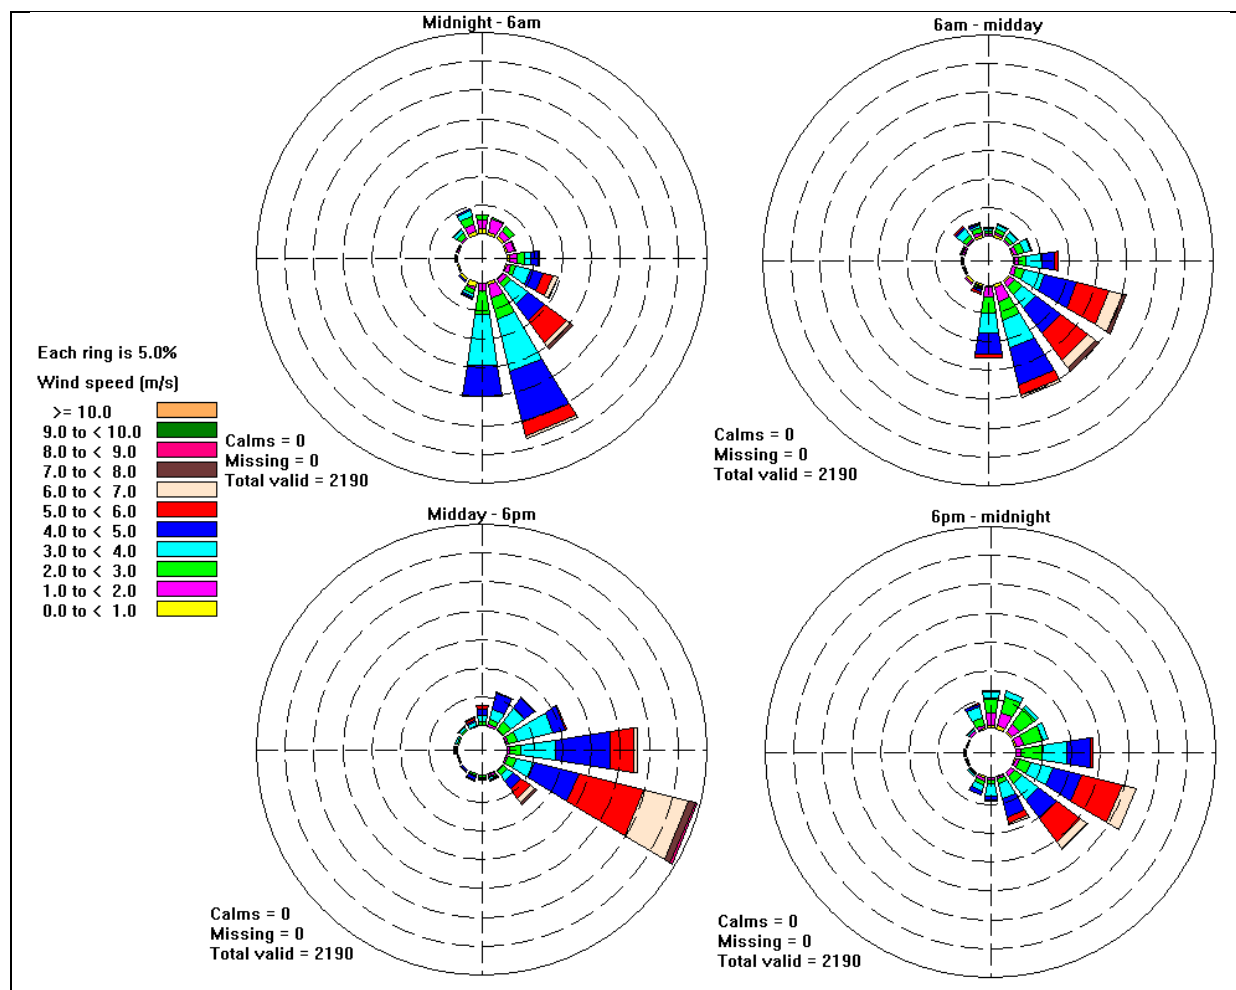 Midnight - 6am
6am - midday
Each ring is 5.0%
Wind speed (m/s)
>= 10.0
9.0 to < 10.0
8.0 to < 9.0
7.0 to < 8.0
6.0 to < 7.0
5.0 to < 6.0
4.0 to < 5.0
3.0 to < 4.0
2.0 to < 3.0
1.0 to < 2.0
0.0 to < 1.0
Calms = 0
Missing = 0
Total valid = 2190
Calms = 0
Missing = 0
Total valid = 2190
Midday - 6pm
6pm - midnight
Calms = 0
Missing = 0
Total valid = 2190
Calms = 0
Missing = 0
Total valid = 2190